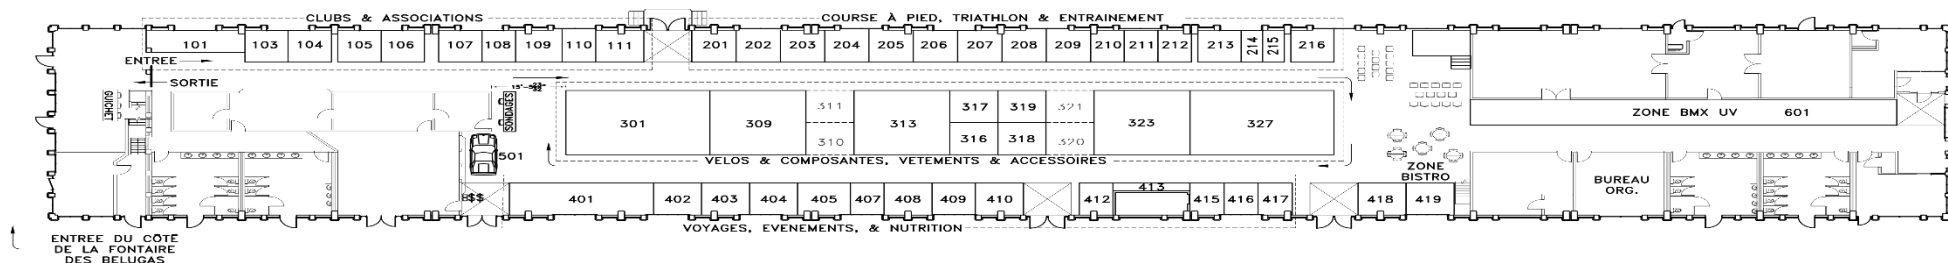 CLUBS & ASSOCIATIONS
COURSE À PIED, TRIATHLON & ENTRAINEMENT
101 103 104 105 106 107 108 109 110 111
201 202 203 204 205 206 207 208 209 210 211 212 213 214 215 216
ENTREE
SORTIE
GUICHET
SONDAGES
301 309 311 310 313 317 319 316 318 321 320 323 327
ZONE BMX UV 601
501
VELOS & COMPOSANTES, VETEMENTS & ACCESSOIRES
ZONE
BISTRO
BUREAU
ORG.
401 402 403 404 405 407 408 409 410 412 413 415 416 417 418 419
VOYAGES, EVENEMENTS, & NUTRITION
ENTREE DU CÔTÉ
DE LA FONTAIRE
DES BELUGAS